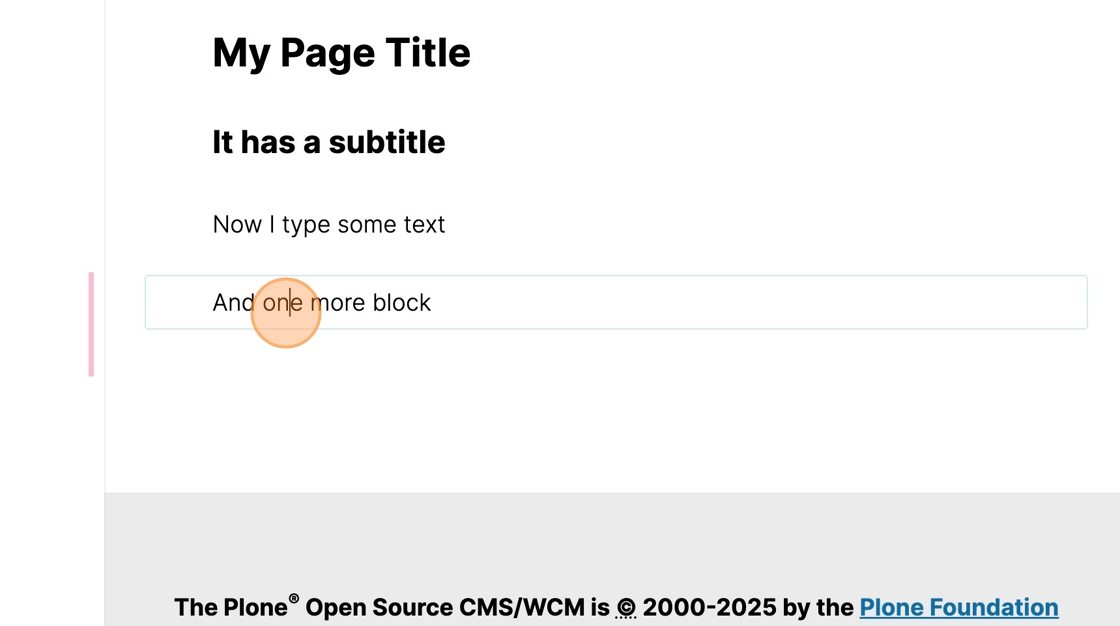 My Page Title
It has a subtitle
Now I type some text
And one more block
The Plone® Open Source CMS/WCM is © 2000-2025 by the Plone Foundation